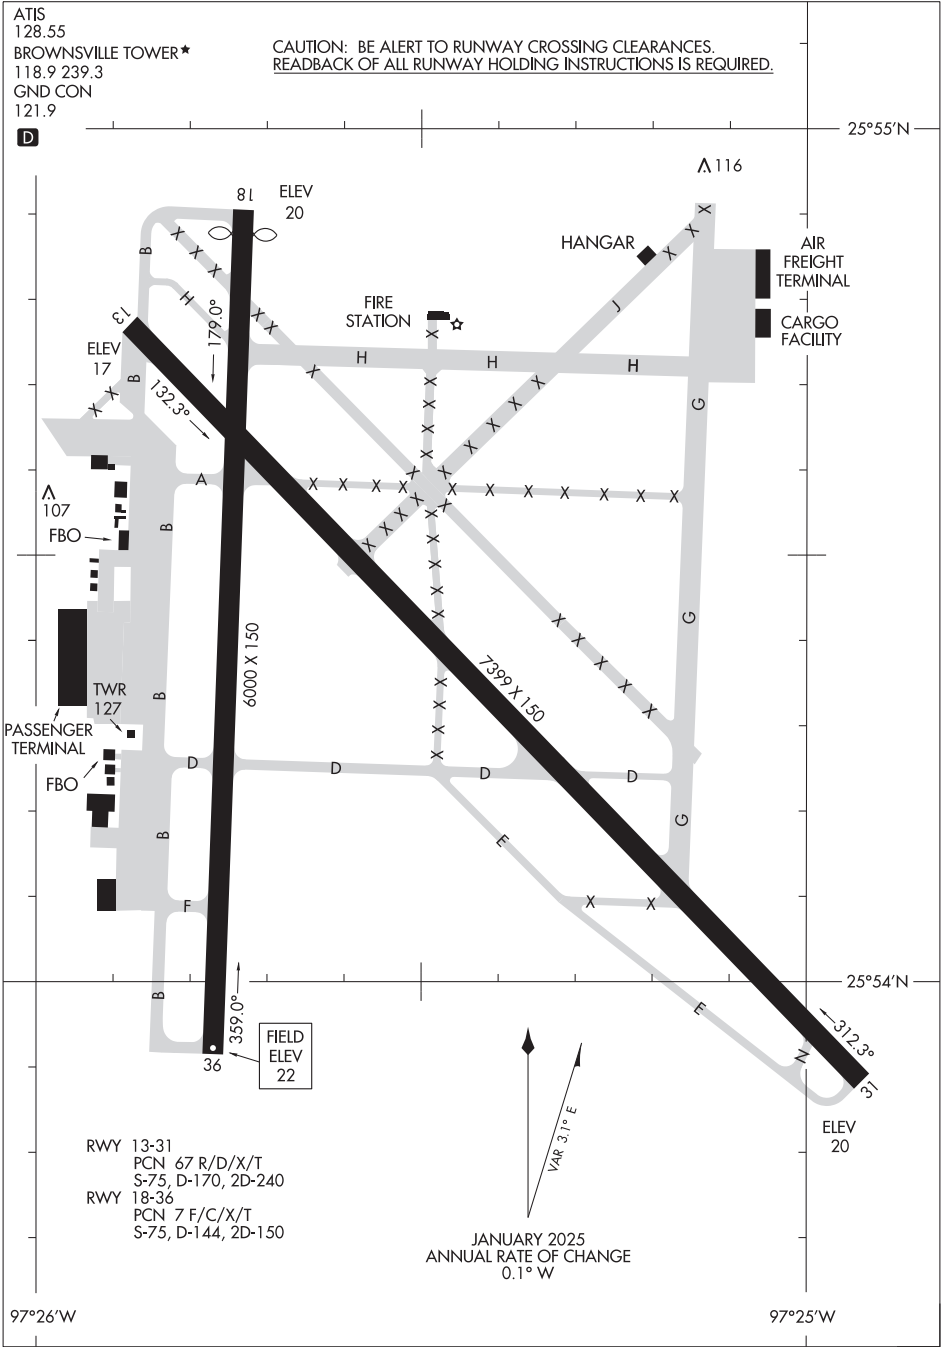 ATIS
128.55
BROWNSVILLE TOWER★
118.9 239.3
GND CON
121.9
D
CAUTION: BE ALERT TO RUNWAY CROSSING CLEARANCES.
READBACK OF ALL RUNWAY HOLDING INSTRUCTIONS IS REQUIRED.
25°55'N
116
18
ELEV
20
HANGAR
AIR
FREIGHT
TERMINAL
CARGO
FACILITY
FIRE
STATION
X
X
X
X
X
X
X
X
X
B
H
J
13
ELEV
17
B
179.0°
132.3°
H
H
H
G
X
X
X
X
X
X
X
X
X
X
X
X
X
A
X
X
X
X
X
X
X
X
X
X
X
107
FBO
B
X
X
X
X
X
X
X
X
X
X
G
6000 X 150
7399 X 150
X
X
X
X
X
TWR
127
B
X
X
X
X
PASSENGER
TERMINAL
FBO
D
D
D
D
B
E
G
F
X
X
B
359.0°
E
25°54'N
312.3°
N
31
36
FIELD
ELEV
22
ELEV
20
VAR 3.1° E
RWY 13-31
PCN 67 R/D/X/T
S-75, D-170, 2D-240
RWY 18-36
PCN 7 F/C/X/T
S-75, D-144, 2D-150
JANUARY 2025
ANNUAL RATE OF CHANGE
0.1° W
97°26'W
97°25'W